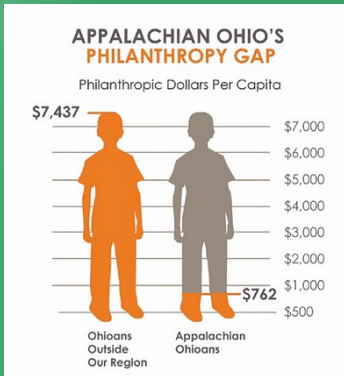 APPALACHIAN OHIO'S
PHILANTHROPY GAP
Philanthropic Dollars Per Capita
$7,437
$7,000
$6,000
$5,000
$4,000
$3,000
$2,000
$1,000
$762
$500
Ohioans
Outside
Our Region
Appalachian
Ohioans